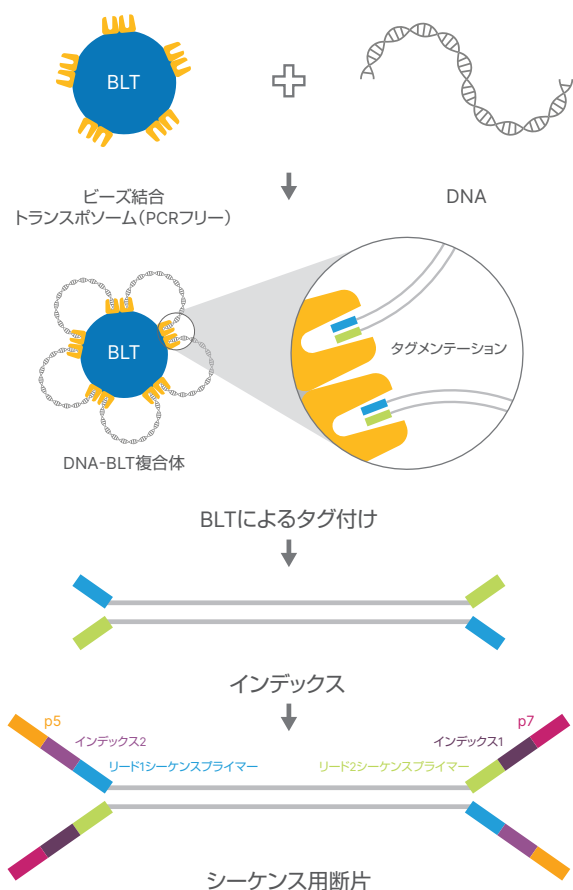 BLT
ビーズ結合
トランスポソーム（PCRフリー）
DNA
BLT
タグメンテーション
DNA-BLT複合体
BLTによるタグ付け
インデックス
p5
p7
インデックス2
インデックス1
リード1シーケンスプライマー
リード2シーケンスプライマー
シーケンス用断片